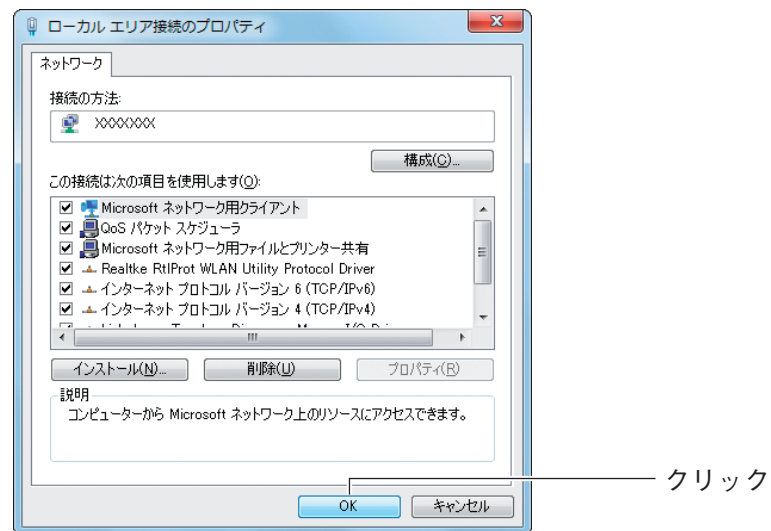 ローカル エリア接続のプロパティ
ネットワーク
接続の方法:
XXXXXXXX
構成(C)...
この接続は次の項目を使用します(O):
Microsoft ネットワーク用クライアント
QoS パケット スケジューラ
Microsoft ネットワーク用ファイルとプリンター共有
Realtke RtlProt WLAN Utility Protocol Driver
インターネット プロトコル バージョン 6 (TCP/IPv6)
インターネット プロトコル バージョン 4 (TCP/IPv4)
インストール(N)...
削除(U)
プロパティ(R)
説明
コンピューターから Microsoft ネットワーク上のリソースにアクセスできます。
クリック
OK
キャンセル